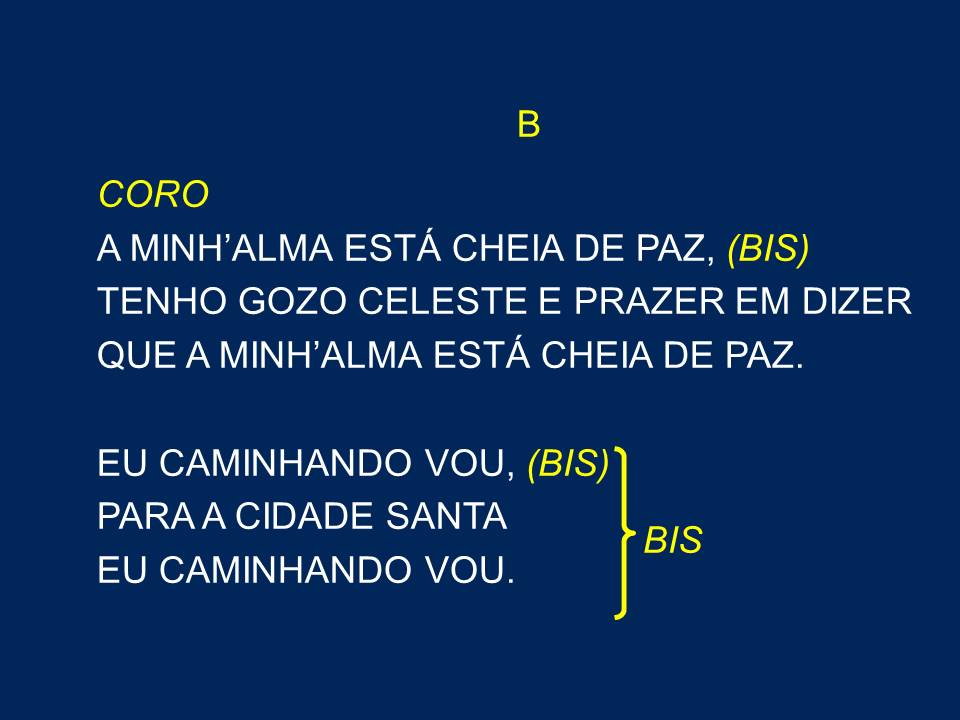 B
CORO
A MINH’ALMA ESTÁ CHEIA DE PAZ, (BIS)
TENHO GOZO CELESTE E PRAZER EM DIZER
QUE A MINH’ALMA ESTÁ CHEIA DE PAZ.
EU CAMINHANDO VOU, (BIS)
PARA A CIDADE SANTA
BIS
EU CAMINHANDO VOU.